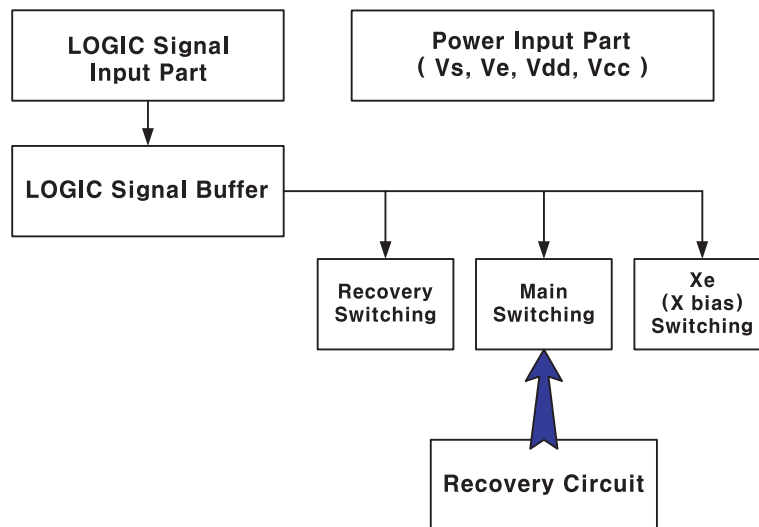 LOGIC Signal
Input Part
Power Input Part
( Vs, Ve, Vdd, Vcc )
LOGIC Signal Buffer
Recovery
Switching
Main
Switching
Xe
(X bias)
Switching
Recovery Circuit